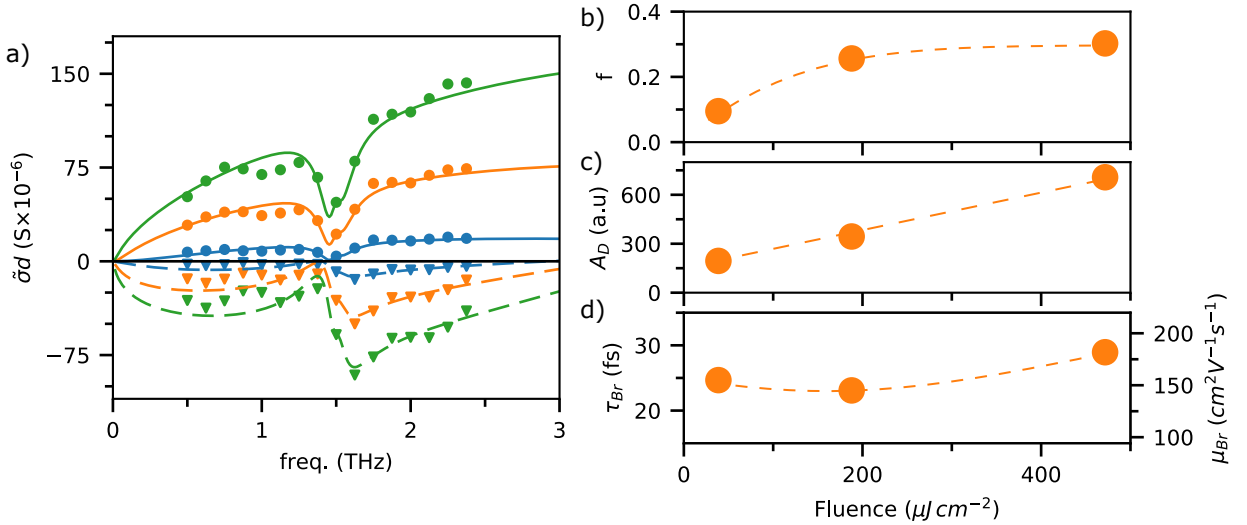 a)
150
75
0
−75
σ̃d (S×10⁻⁶)
0
1
2
3
freq. (THz)
b)
0.4
0.2
0.0
f
c)
600
300
0
A_D (a.u)
d)
30
20
τ_Br (fs)
200
150
100
μ_Br (cm²V⁻¹s⁻¹)
0
200
400
Fluence (μJ cm⁻²)